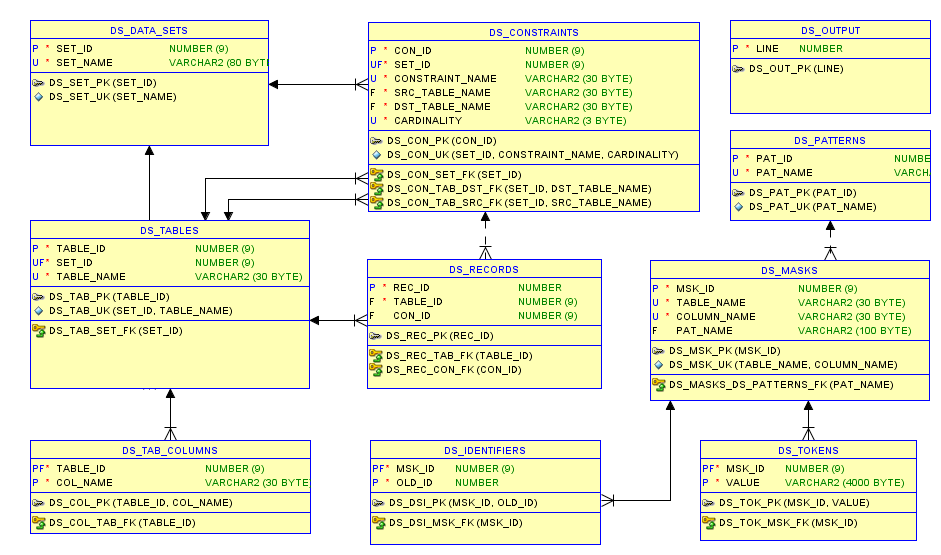 DS_DATA_SETS
P * SET_ID NUMBER (9)
U * SET_NAME VARCHAR2 (80 BYT
DS_SET_PK (SET_ID)
DS_SET_UK (SET_NAME)
DS_CONSTRAINTS
P * CON_ID NUMBER (9)
UF* SET_ID NUMBER (9)
U * CONSTRAINT_NAME VARCHAR2 (30 BYTE)
F * SRC_TABLE_NAME VARCHAR2 (30 BYTE)
F * DST_TABLE_NAME VARCHAR2 (30 BYTE)
U * CARDINALITY VARCHAR2 (3 BYTE)
DS_CON_PK (CON_ID)
DS_CON_UK (SET_ID, CONSTRAINT_NAME, CARDINALITY)
DS_CON_SET_FK (SET_ID)
DS_CON_TAB_DST_FK (SET_ID, DST_TABLE_NAME)
DS_CON_TAB_SRC_FK (SET_ID, SRC_TABLE_NAME)
DS_OUTPUT
P * LINE NUMBER
DS_OUT_PK (LINE)
DS_PATTERNS
P * PAT_ID NUMBE
U * PAT_NAME VARCH
DS_PAT_PK (PAT_ID)
DS_PAT_UK (PAT_NAME)
DS_TABLES
P * TABLE_ID NUMBER (9)
UF* SET_ID NUMBER (9)
U * TABLE_NAME VARCHAR2 (30 BYTE)
DS_TAB_PK (TABLE_ID)
DS_TAB_UK (SET_ID, TABLE_NAME)
DS_TAB_SET_FK (SET_ID)
DS_RECORDS
P * REC_ID NUMBER
F * TABLE_ID NUMBER (9)
F CON_ID NUMBER (9)
DS_REC_PK (REC_ID)
DS_REC_TAB_FK (TABLE_ID)
DS_REC_CON_FK (CON_ID)
DS_MASKS
P * MSK_ID NUMBER (9)
U * TABLE_NAME VARCHAR2 (30 BYTE)
U * COLUMN_NAME VARCHAR2 (30 BYTE)
F PAT_NAME VARCHAR2 (100 BYTE)
DS_MSK_PK (MSK_ID)
DS_MSK_UK (TABLE_NAME, COLUMN_NAME)
DS_MASKS_DS_PATTERNS_FK (PAT_NAME)
DS_TAB_COLUMNS
PF* TABLE_ID NUMBER (9)
P * COL_NAME VARCHAR2 (30 BYTE
DS_COL_PK (TABLE_ID, COL_NAME)
DS_COL_TAB_FK (TABLE_ID)
DS_IDENTIFIERS
PF* MSK_ID NUMBER (9)
P * OLD_ID NUMBER
DS_DSI_PK (MSK_ID, OLD_ID)
DS_DSI_MSK_FK (MSK_ID)
DS_TOKENS
PF* MSK_ID NUMBER (9)
P * VALUE VARCHAR2 (4000 BYTE)
DS_TOK_PK (MSK_ID, VALUE)
DS_TOK_MSK_FK (MSK_ID)